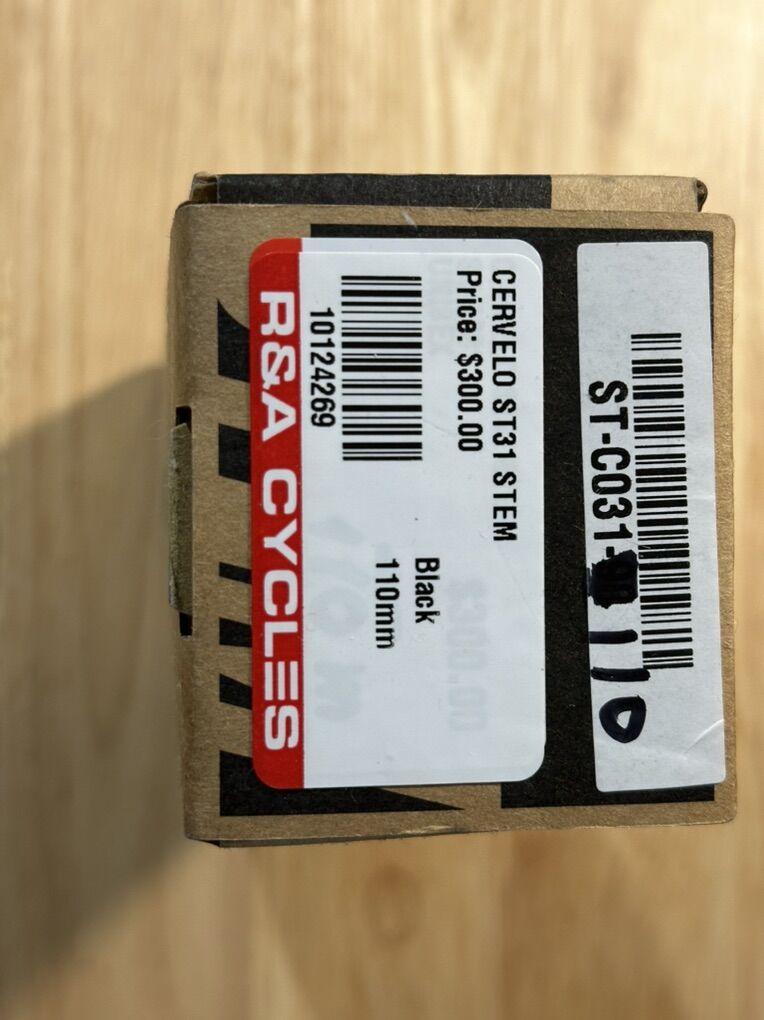 ST-C031-
110
CERVELO ST31 STEM
Price: $300.00
Black
110mm
10124269
R&A CYCLES